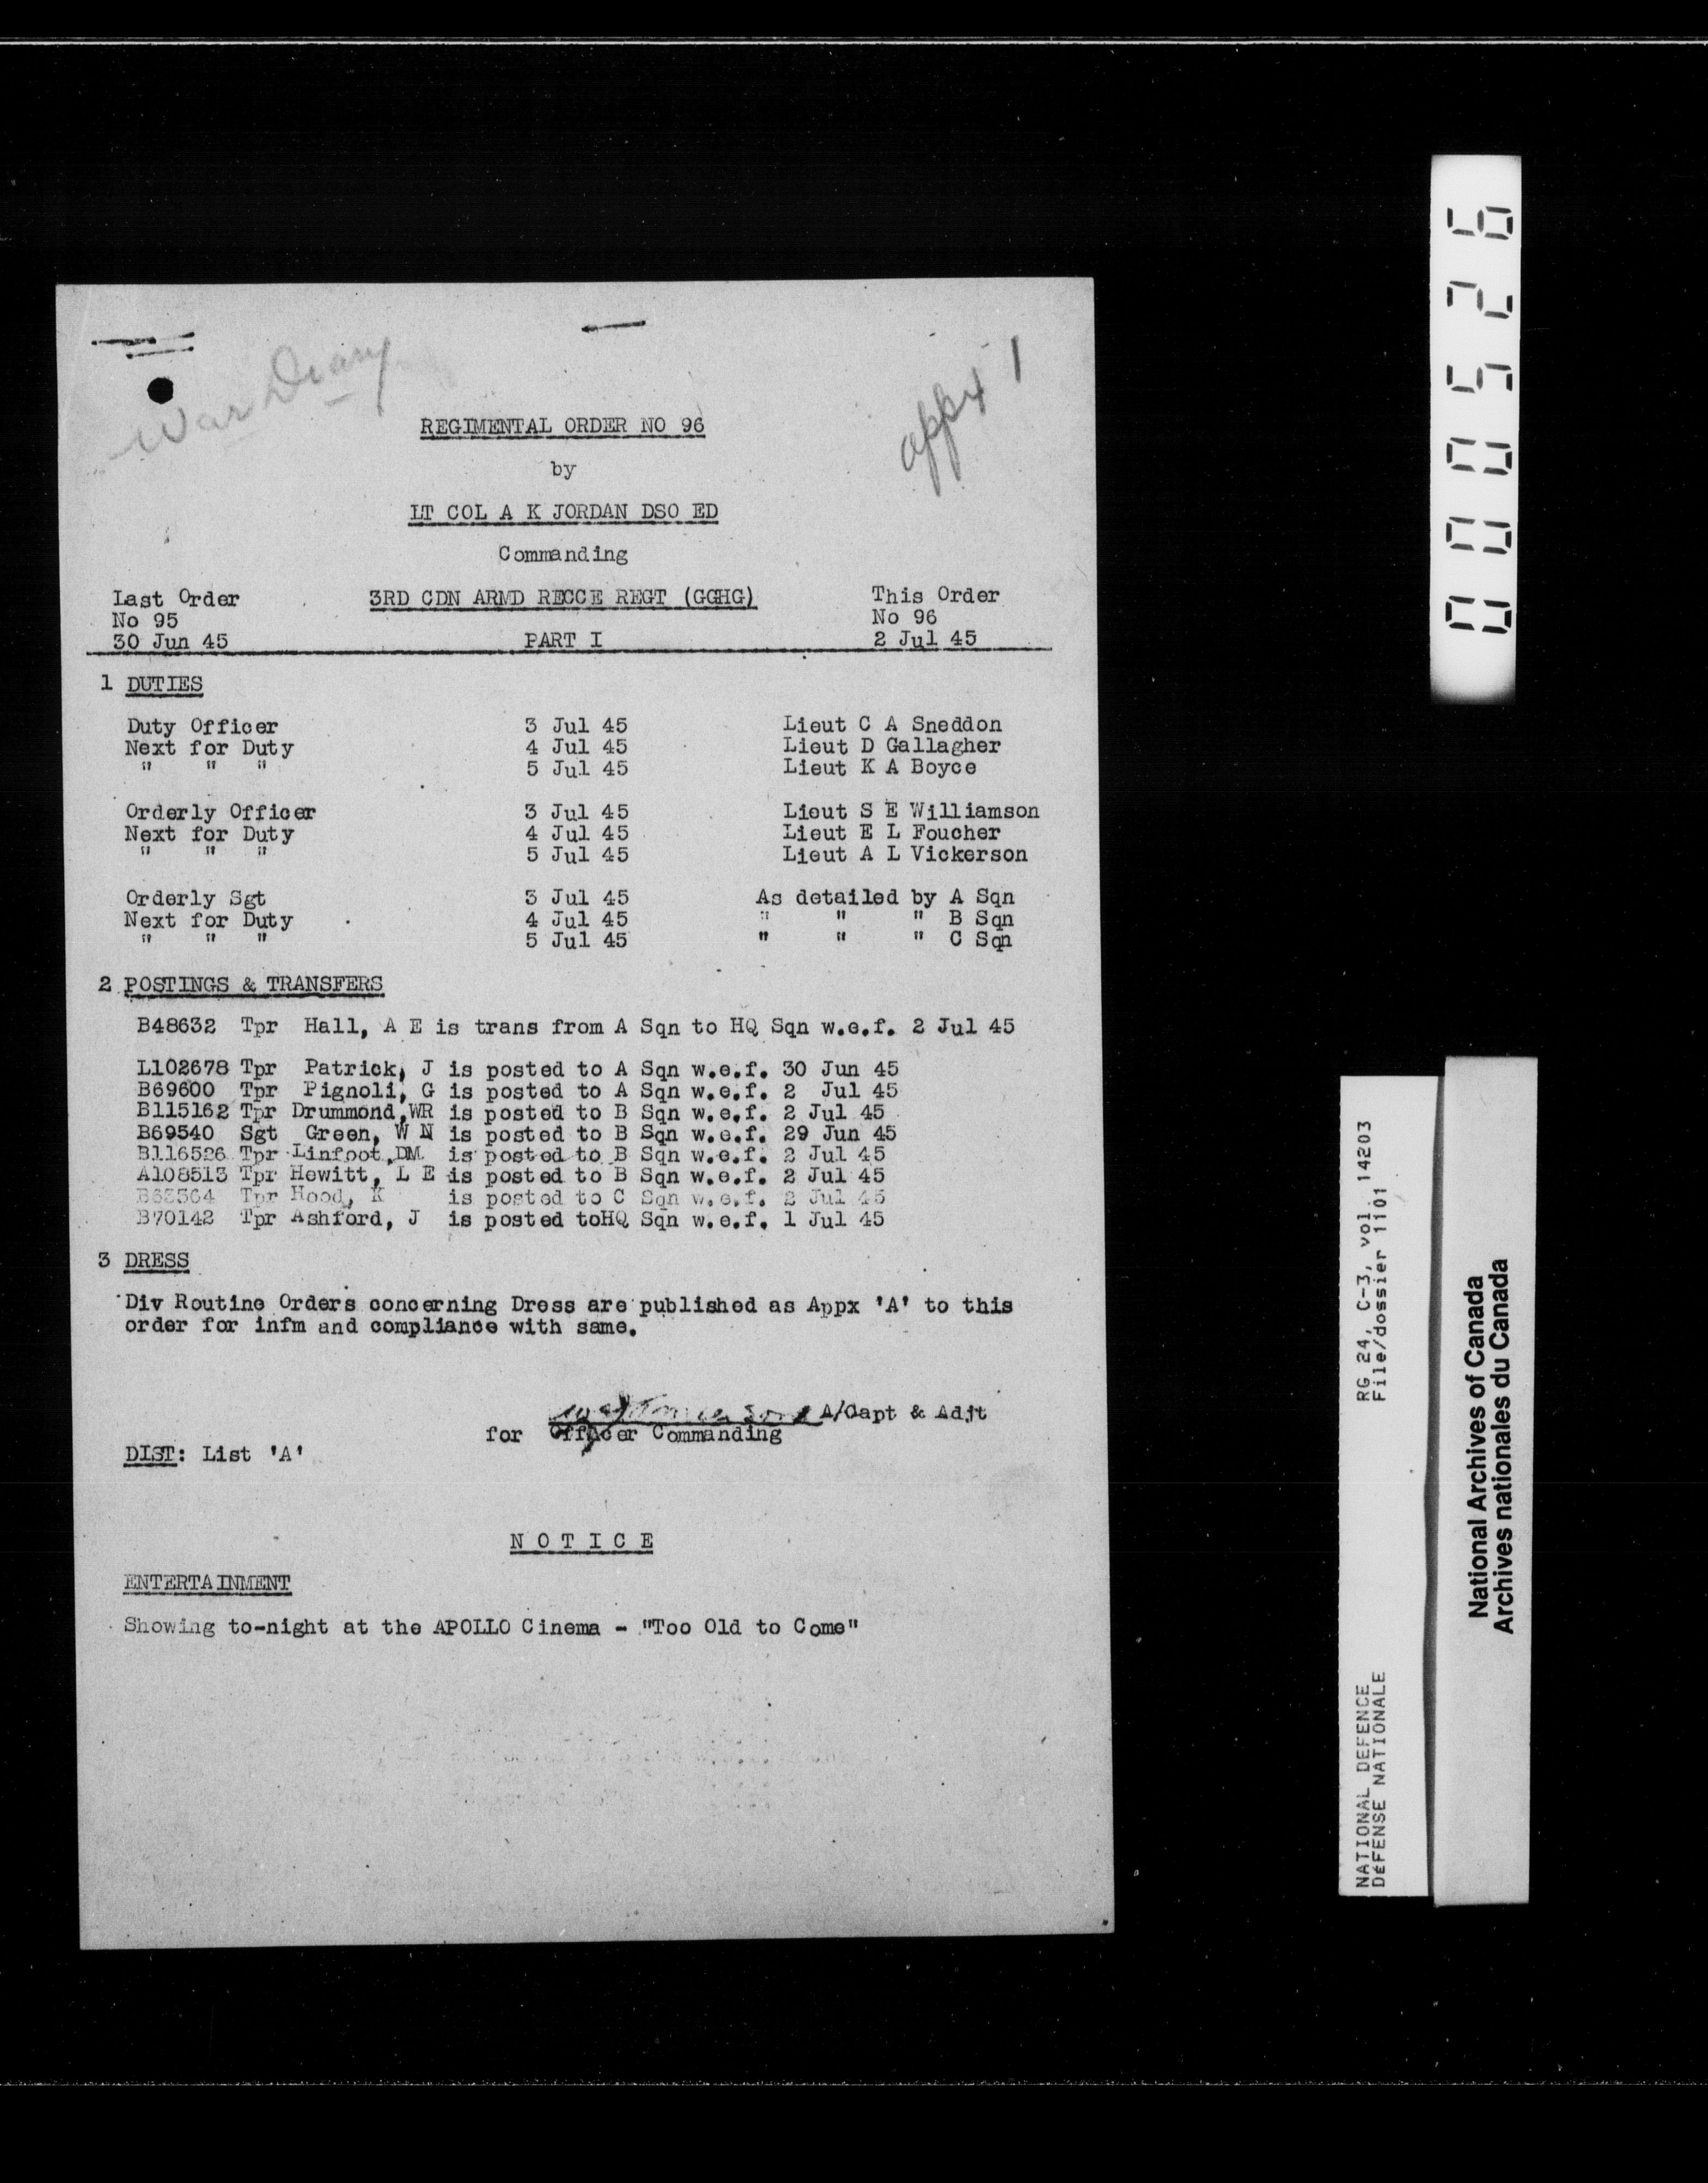 War Diary
appx 1
REGIMENTAL ORDER NO 96
by
LT COL A K JORDAN DSO ED
Commanding
Last Order 3RD CDN ARMD RECCE REGT (GGHG) This Order
No 95 No 96
30 Jun 45 PART I 2 Jul 45
1 DUTIES
Duty Officer 3 Jul 45 Lieut C A Sneddon
Next for Duty 4 Jul 45 Lieut D Gallagher
" " " 5 Jul 45 Lieut K A Boyce
Orderly Officer 3 Jul 45 Lieut S E Williamson
Next for Duty 4 Jul 45 Lieut E L Foucher
" " " 5 Jul 45 Lieut A L Vickerson
Orderly Sgt 3 Jul 45 As detailed by A Sqn
Next for Duty 4 Jul 45 " " " B Sqn
" " " 5 Jul 45 " " " C Sqn
2 POSTINGS & TRANSFERS
B48632 Tpr Hall, A E is trans from A Sqn to HQ Sqn w.e.f. 2 Jul 45
L102678 Tpr Patrick, J is posted to A Sqn w.e.f. 30 Jun 45
B69600 Tpr Pignoli, G is posted to A Sqn w.e.f. 2 Jul 45
B115162 Tpr Drummond,WR is posted to B Sqn w.e.f. 2 Jul 45
B69540 Sgt Green, W N is posted to B Sqn w.e.f. 29 Jun 45
B116526 Tpr Linfoot,DM is posted to B Sqn w.e.f. 2 Jul 45
A108513 Tpr Hewitt, L E is posted to B Sqn w.e.f. 2 Jul 45
Tpr Hood, K is posted to C Sqn w.e.f. 2 Jul 45
B70142 Tpr Ashford, J is posted toHQ Sqn w.e.f. 1 Jul 45
3 DRESS
Div Routine Orders concerning Dress are published as Appx 'A' to this
order for infm and compliance with same.
A/Capt & Adjt
for Officer Commanding
DIST: List 'A'
N O T I C E
ENTERTAINMENT
Showing to-night at the APOLLO Cinema - "Too Old to Come"
000526
RG 24, C-3, vol. 14203
File/dossier 1101
NATIONAL DEFENCE
DÉFENSE NATIONALE
National Archives of Canada
Archives nationales du Canada